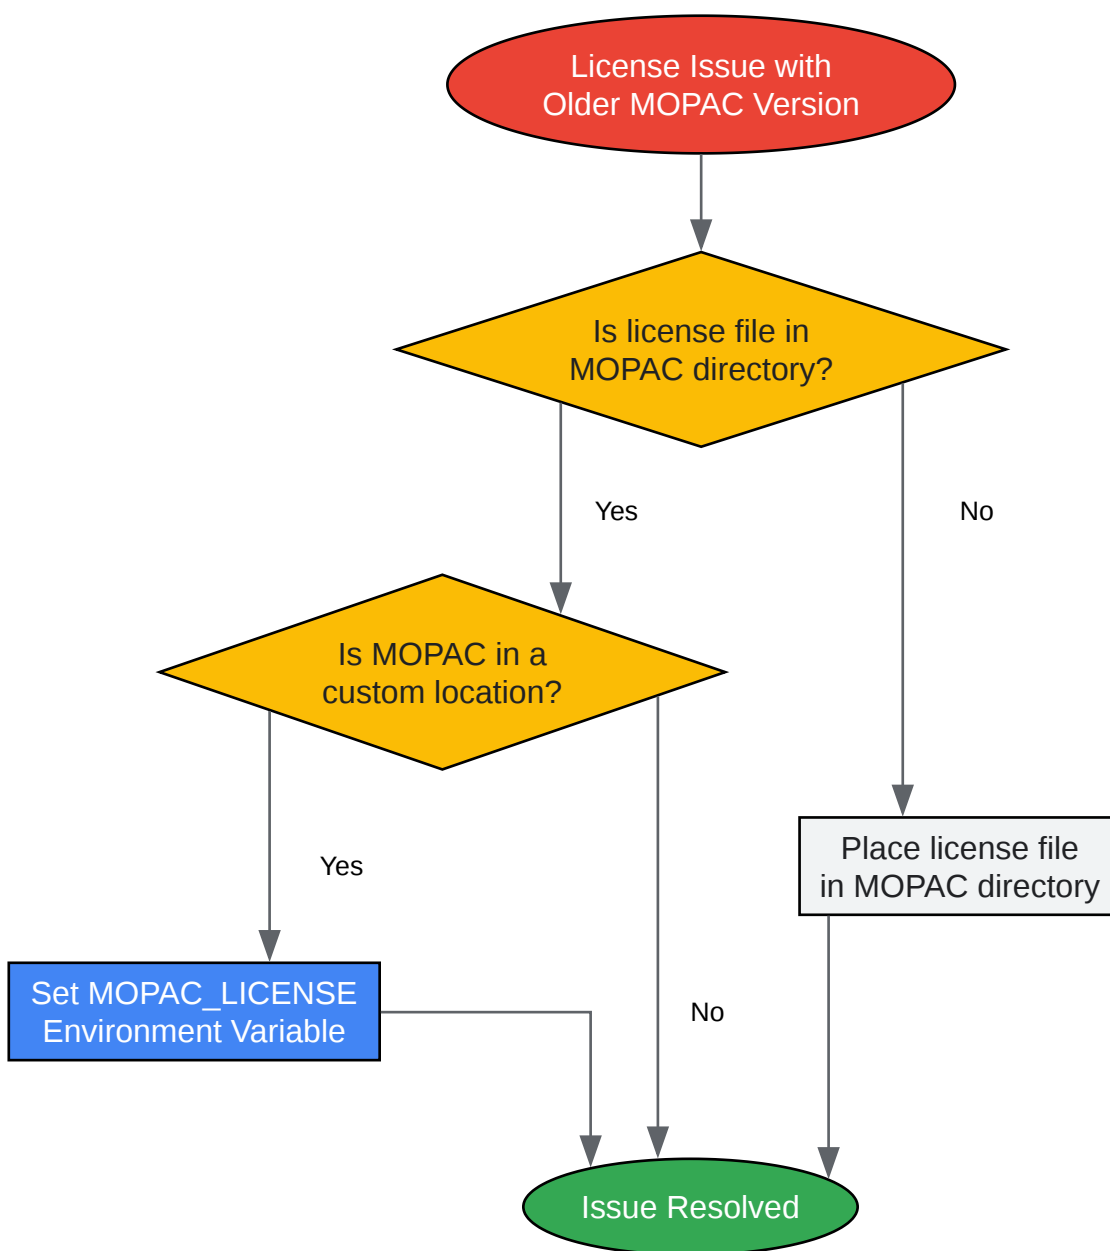 License Issue with
Older MOPAC Version
Is license file in
MOPAC directory?
Yes
No
Is MOPAC in a
custom location?
Yes
Place license file
in MOPAC directory
Set MOPAC_LICENSE
Environment Variable
No
Issue Resolved